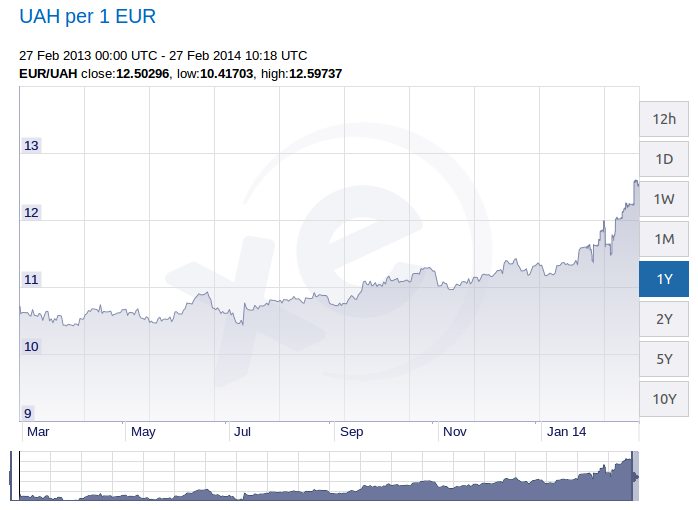 UAH per 1 EUR
27 Feb 2013 00:00 UTC - 27 Feb 2014 10:18 UTC
EUR/UAH close:12.50296, low:10.41703, high:12.59737
xe
13
12
11
10
9
Mar May Jul Sep Nov Jan 14
12h
1D
1W
1M
1Y
2Y
5Y
10Y